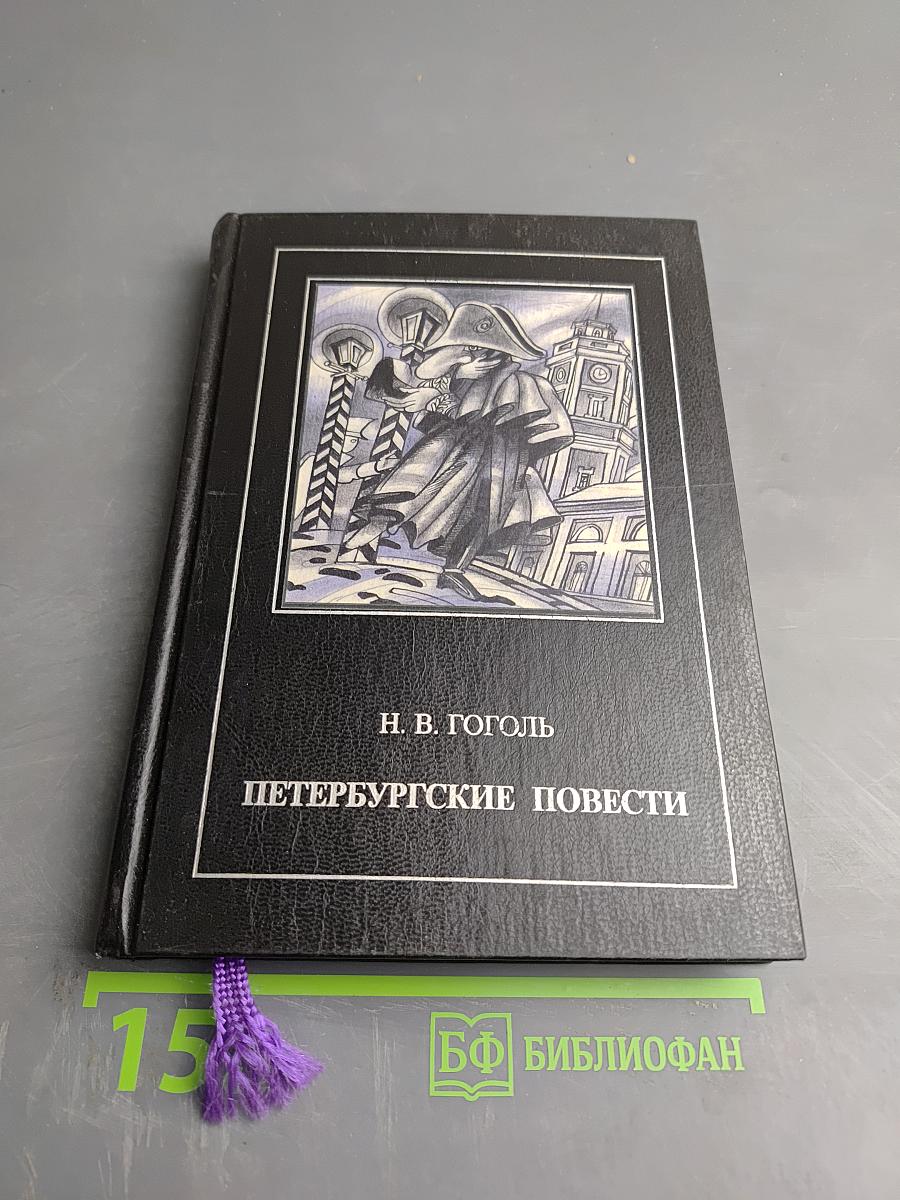 Н. В. ГОГОЛЬ
ПЕТЕРБУРГСКИЕ ПОВЕСТИ
15
БФ БИБЛИОФАН